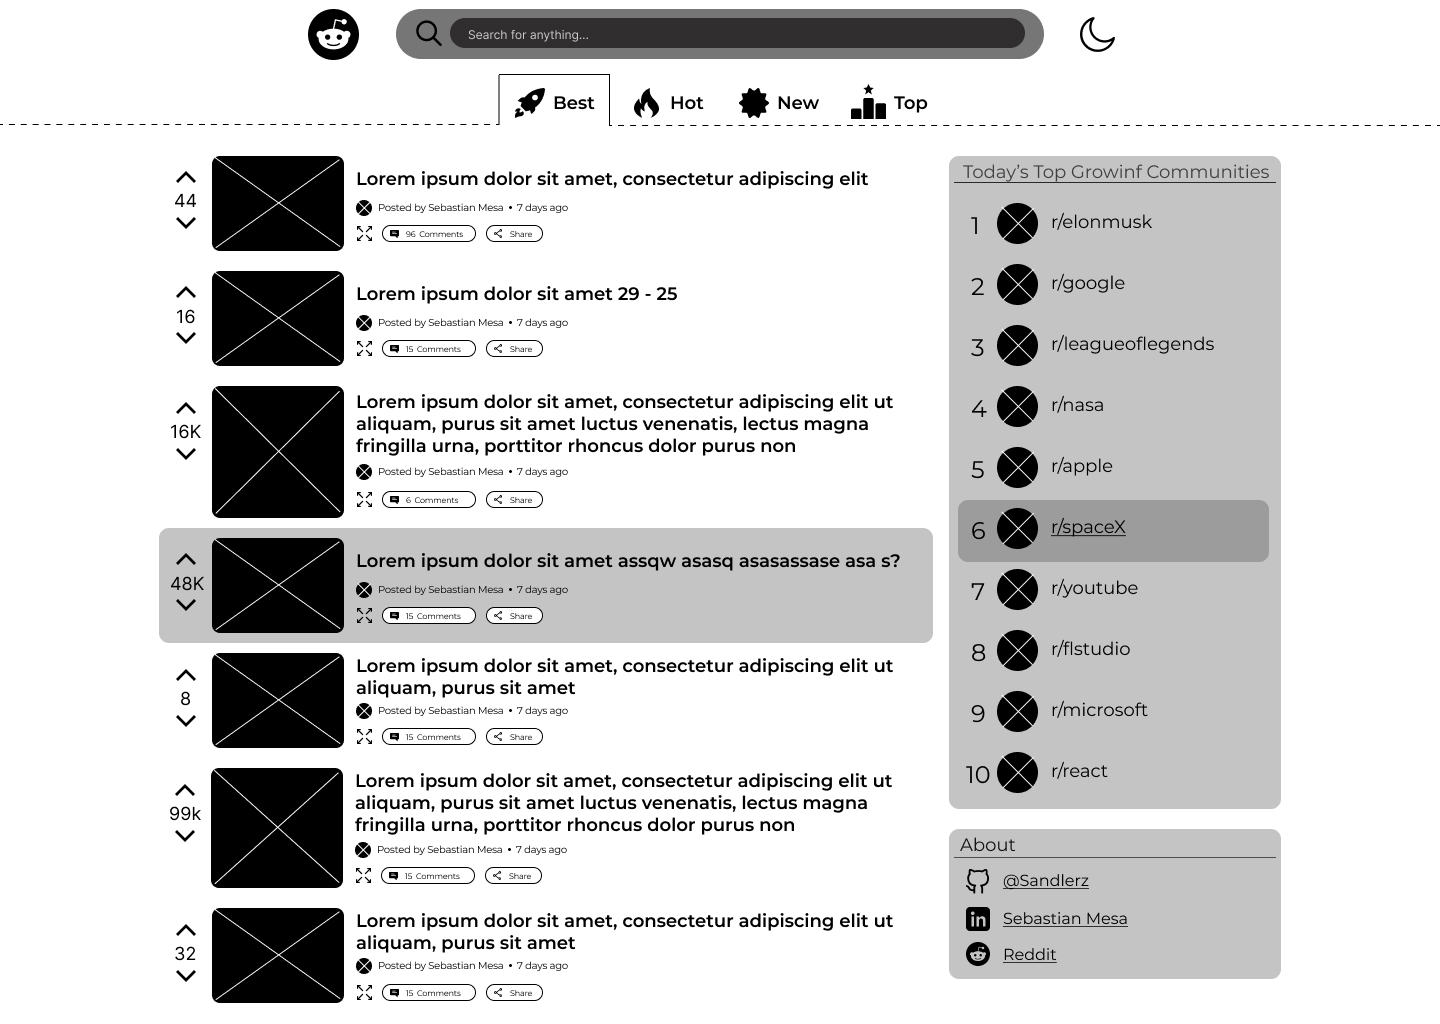 Search for anything...
Best
Hot
New
Top
44
Lorem ipsum dolor sit amet, consectetur adipiscing elit
Posted by Sebastian Mesa • 7 days ago
96 Comments
Share
16
Lorem ipsum dolor sit amet 29 - 25
Posted by Sebastian Mesa • 7 days ago
15 Comments
Share
16K
Lorem ipsum dolor sit amet, consectetur adipiscing elit ut
aliquam, purus sit amet luctus venenatis, lectus magna
fringilla urna, porttitor rhoncus dolor purus non
Posted by Sebastian Mesa • 7 days ago
6 Comments
Share
48K
Lorem ipsum dolor sit amet assqw asasq asasassase asa s?
Posted by Sebastian Mesa • 7 days ago
15 Comments
Share
8
Lorem ipsum dolor sit amet, consectetur adipiscing elit ut
aliquam, purus sit amet
Posted by Sebastian Mesa • 7 days ago
15 Comments
Share
99k
Lorem ipsum dolor sit amet, consectetur adipiscing elit ut
aliquam, purus sit amet luctus venenatis, lectus magna
fringilla urna, porttitor rhoncus dolor purus non
Posted by Sebastian Mesa • 7 days ago
15 Comments
Share
32
Lorem ipsum dolor sit amet, consectetur adipiscing elit ut
aliquam, purus sit amet
Posted by Sebastian Mesa • 7 days ago
15 Comments
Share
Today's Top Growinf Communities
1 r/elonmusk
2 r/google
3 r/leagueoflegends
4 r/nasa
5 r/apple
6 r/spaceX
7 r/youtube
8 r/flstudio
9 r/microsoft
10 r/react
About
@Sandlerz
in Sebastian Mesa
Reddit